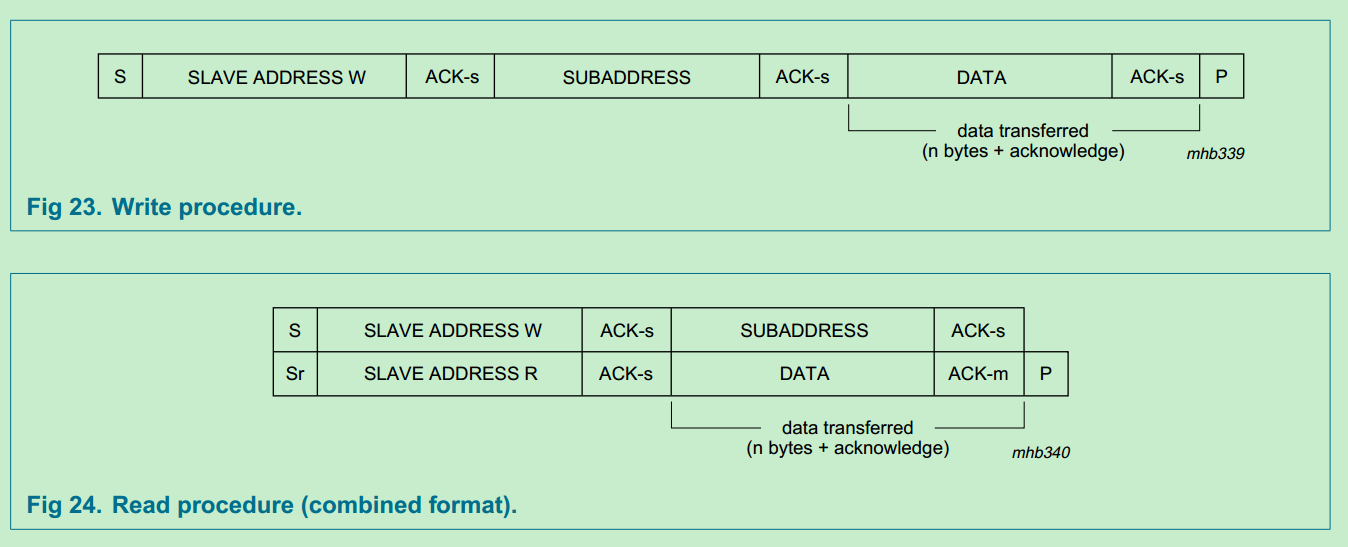 S SLAVE ADDRESS W ACK-s SUBADDRESS ACK-s DATA ACK-s P
data transferred
(n bytes + acknowledge)
mhb339
Fig 23. Write procedure.
S SLAVE ADDRESS W ACK-s SUBADDRESS ACK-s
Sr SLAVE ADDRESS R ACK-s DATA ACK-m P
data transferred
(n bytes + acknowledge)
mhb340
Fig 24. Read procedure (combined format).